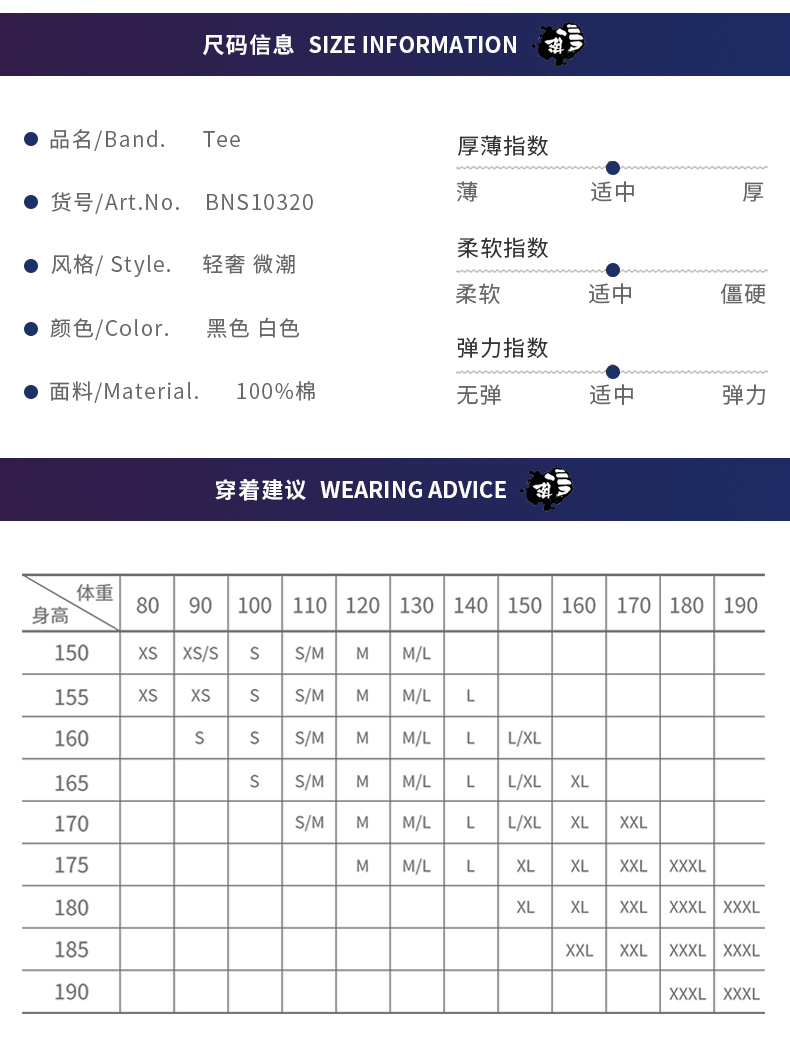 尺码信息 SIZE INFORMATION
品名/Band. Tee
货号/Art.No. BNS10320
风格/ Style. 轻奢 微潮
颜色/Color. 黑色 白色
面料/Material. 100%棉
厚薄指数
薄 适中 厚
柔软指数
柔软 适中 僵硬
弹力指数
无弹 适中 弹力
穿着建议 WEARING ADVICE
体重 80 90 100 110 120 130 140 150 160 170 180 190
身高
150 XS XS/S S S/M M M/L
155 XS XS S S/M M M/L L
160 S S S/M M M/L L L/XL
165 S S/M M M/L L L/XL XL
170 S/M M M/L L L/XL XL XXL
175 M M/L L XL XL XXL XXXL
180 XL XL XXL XXXL XXXL
185 XXL XXL XXXL XXXL
190 XXXL XXXL